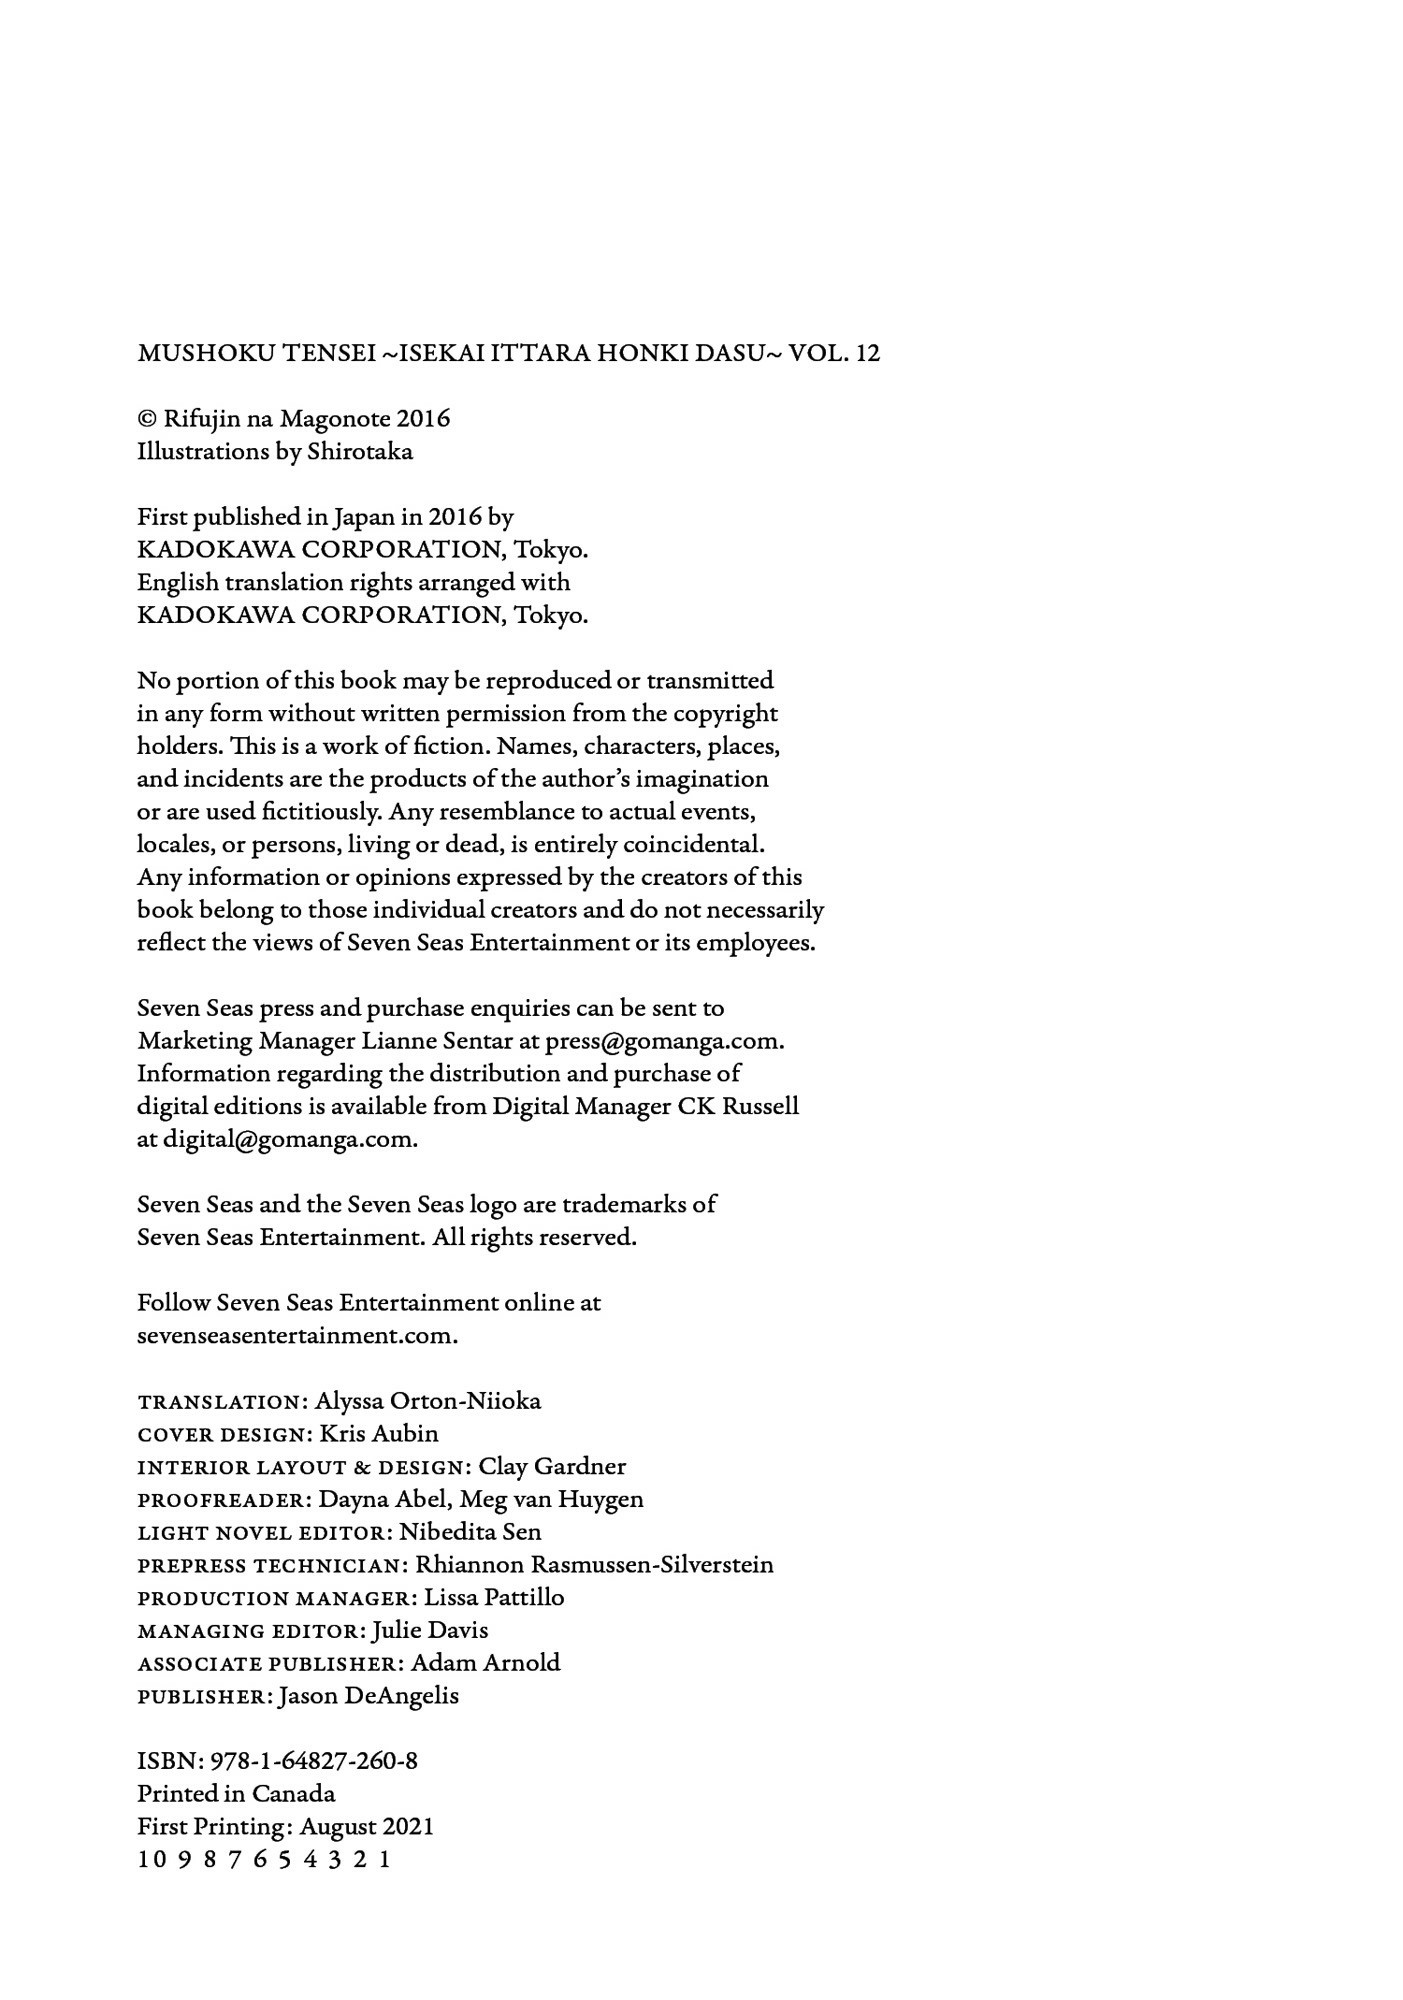 MUSHOKU TENSEI ~ISEKAI ITTARA HONKI DASU~ VOL. 12
© Rifujin na Magonote 2016
Illustrations by Shirotaka
First published in Japan in 2016 by
KADOKAWA CORPORATION, Tokyo.
English translation rights arranged with
KADOKAWA CORPORATION, Tokyo.
No portion of this book may be reproduced or transmitted
in any form without written permission from the copyright
holders. This is a work of fiction. Names, characters, places,
and incidents are the products of the author’s imagination
or are used fictitiously. Any resemblance to actual events,
locales, or persons, living or dead, is entirely coincidental.
Any information or opinions expressed by the creators of this
book belong to those individual creators and do not necessarily
reflect the views of Seven Seas Entertainment or its employees.
Seven Seas press and purchase enquiries can be sent to
Marketing Manager Lianne Sentar at press@gomanga.com.
Information regarding the distribution and purchase of
digital editions is available from Digital Manager CK Russell
at digital@gomanga.com.
Seven Seas and the Seven Seas logo are trademarks of
Seven Seas Entertainment. All rights reserved.
Follow Seven Seas Entertainment online at
sevenseasentertainment.com.
TRANSLATION: Alyssa Orton-Niioka
COVER DESIGN: Kris Aubin
INTERIOR LAYOUT & DESIGN: Clay Gardner
PROOFREADER: Dayna Abel, Meg van Huygen
LIGHT NOVEL EDITOR: Nibedita Sen
PREPRESS TECHNICIAN: Rhiannon Rasmussen-Silverstein
PRODUCTION MANAGER: Lissa Pattillo
MANAGING EDITOR: Julie Davis
ASSOCIATE PUBLISHER: Adam Arnold
PUBLISHER: Jason DeAngelis
ISBN: 978-1-64827-260-8
Printed in Canada
First Printing: August 2021
10 9 8 7 6 5 4 3 2 1